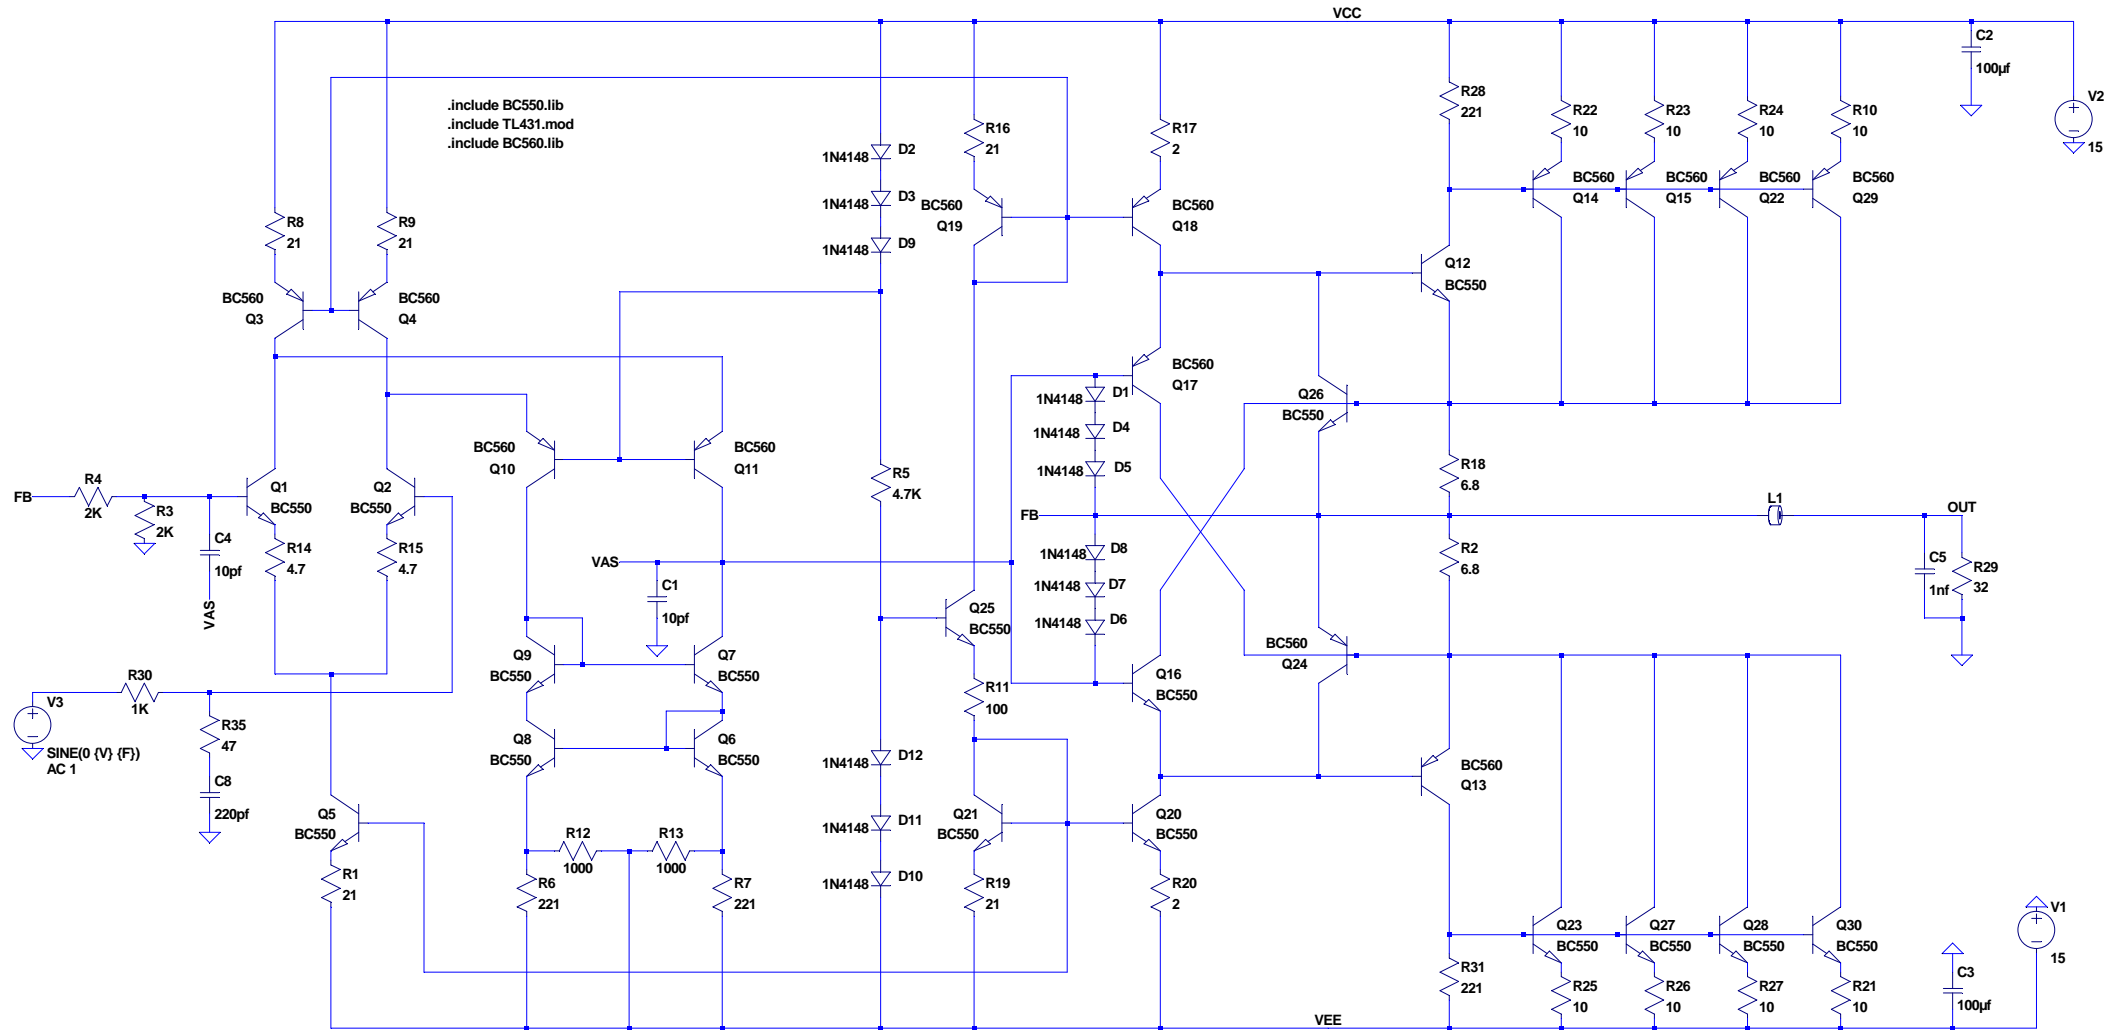 VCC
.include BC550.lib
.include TL431.mod
.include BC560.lib
C2
100µf
V2
15
R28
221
R22
10
R23
10
R24
10
R10
10
R16
21
R17
2
1N4148 D2
1N4148 D3
1N4148 D9
BC560
Q14
BC560
Q15
BC560
Q22
BC560
Q29
R8
21
R9
21
BC560
Q19
BC560
Q18
Q12
BC550
BC560
Q3
BC560
Q4
BC560
Q17
1N4148 D1
1N4148 D4
1N4148 D5
Q26
BC550
BC560
Q10
BC560
Q11
R5
4.7K
R18
6.8
FB
R4
2K
R3
2K
Q1
BC550
Q2
BC550
C4
10pf
VAS
R14
4.7
R15
4.7
FB
L1
OUT
1N4148 D8
1N4148 D7
1N4148 D6
R2
6.8
C5
1nf
R29
32
VAS
C1
10pf
Q25
BC550
BC560
Q24
Q9
BC550
Q7
BC550
Q16
BC550
R11
100
R30
1K
V3
SINE(0 {V} {F})
AC 1
R35
47
C8
220pf
Q8
BC550
Q6
BC550
1N4148 D12
1N4148 D11
1N4148 D10
BC560
Q13
Q5
BC550
R1
21
R12
1000
R13
1000
R6
221
R7
221
Q21
BC550
Q20
BC550
R19
21
R20
2
Q23
BC550
Q27
BC550
Q28
BC550
Q30
BC550
R31
221
R25
10
R26
10
R27
10
R21
10
V1
15
C3
100µf
VEE